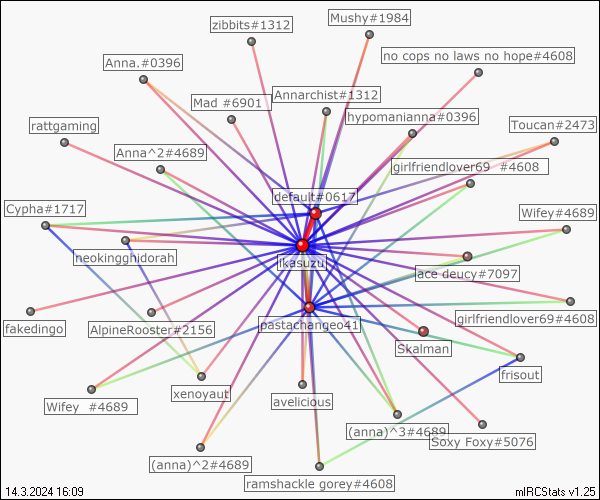 Mushy#1984
zibbits#1312
no cops no laws no hope#4608
Anna.#0396
Annarchist#1312
Mad #6901
hypomanianna#0396
rattgaming
Toucan#2473
Anna^2#4689
girlfriendlover69 #4608
default#0617
Cypha#1717
Wifey#4689
neokingghidorah
ikasuzu
ace deucy#7097
fakedingo
AlpineRooster#2156
pastachangeo41
girlfriendlover69#4608
Skalman
frisout
xenoyaut
avelicious
Wifey #4689
(anna)^3#4689
Soxy Foxy#5076
(anna)^2#4689
ramshackle gorey#4608
14.3.2024 16:09
mIRCStats v1.25